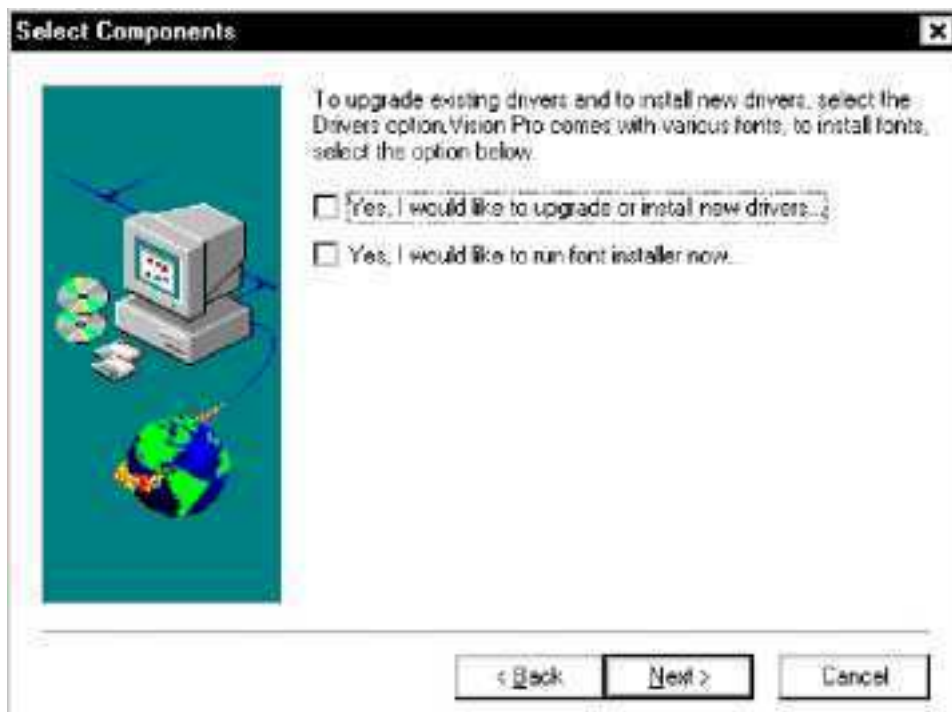 Select Components
To upgrade existing drivers and to install new drivers, select the
Drivers option.Vision Pro comes with various fonts, to install fonts,
select the option below.
Yes, I would like to upgrade or install new drivers...
Yes, I would like to run font installer now.
< Back
Next >
Cancel